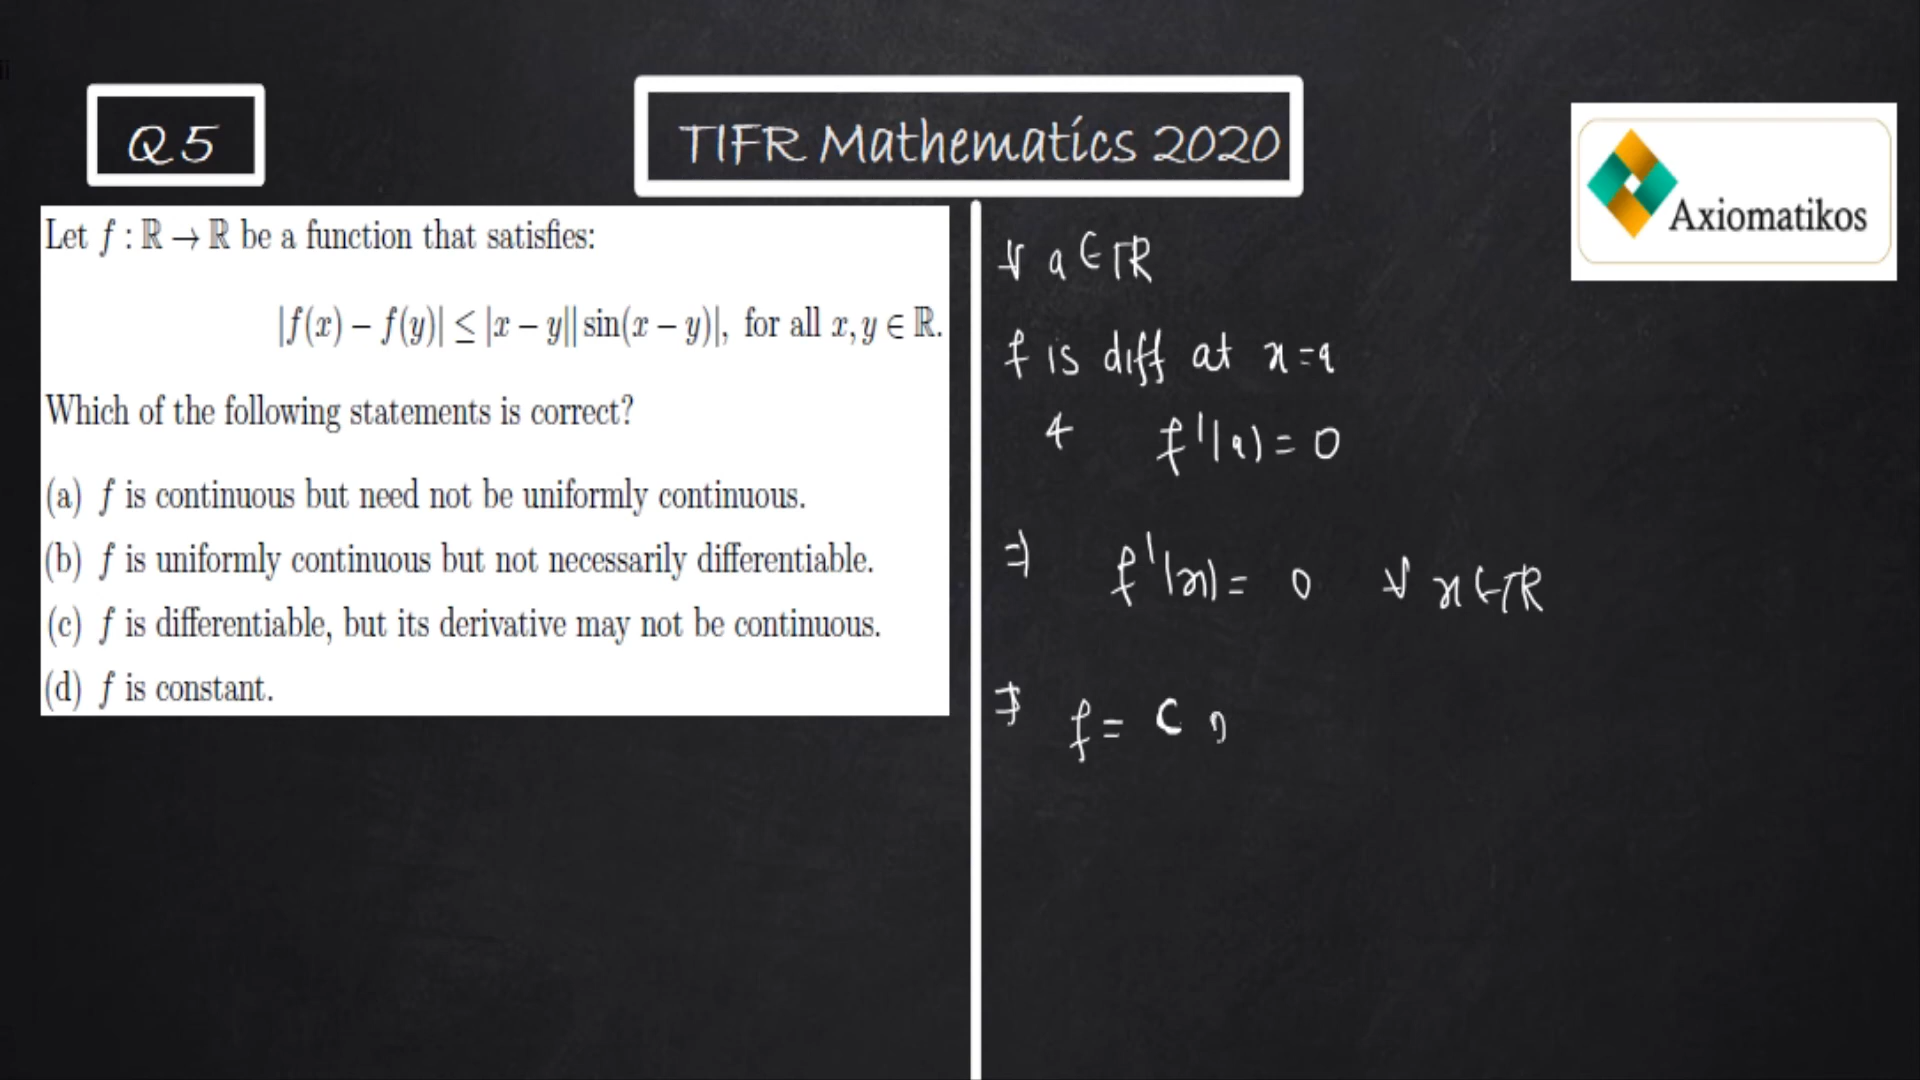 Q 5
TIFR Mathematics 2020
Axiomatikos
Let f : ℝ → ℝ be a function that satisfies:
|f(x) – f(y)| ≤ |x – y|| sin(x – y)|, for all x, y ∈ ℝ.
Which of the following statements is correct?
(a) f is continuous but need not be uniformly continuous.
(b) f is uniformly continuous but not necessarily differentiable.
(c) f is differentiable, but its derivative may not be continuous.
(d) f is constant.
∀ a ∈ ℝ
f is diff at x = a
& f'(a) = 0
⇒ f'(x) = 0 ∀ x ∈ ℝ
⇒ f = c,